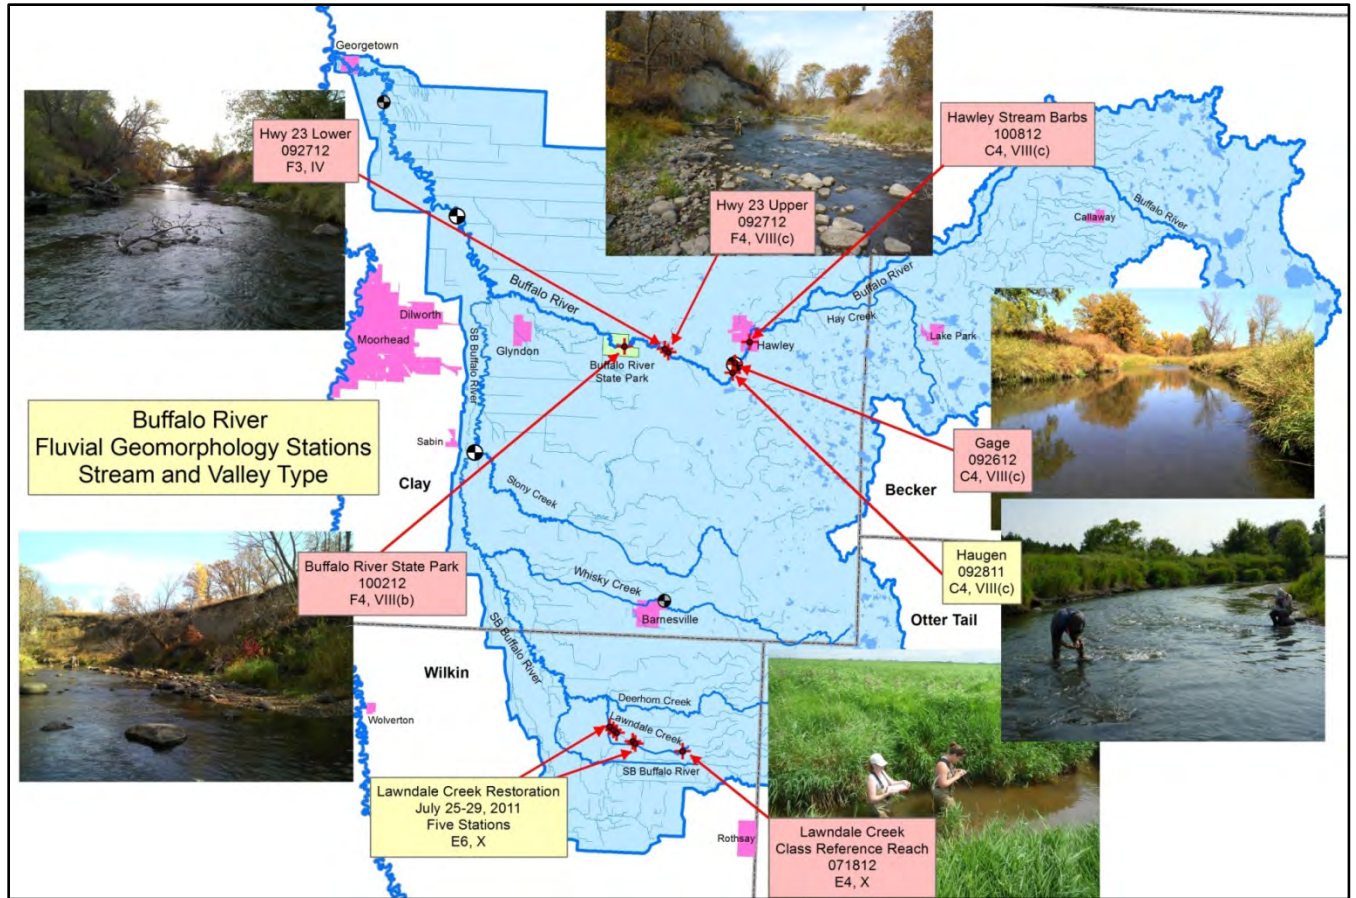 Georgetown
Hwy 23 Lower
092712
F3, IV
Hwy 23 Upper
092712
F4, VIII(c)
Hawley Stream Barbs
100812
C4, VIII(c)
Callaway
Buffalo River
Buffalo River
Buffalo River
Hay Creek
Lake Park
Dilworth
Moorhead
SB Buffalo River
Glyndon
Buffalo River
State Park
Hawley
Buffalo River
Fluvial Geomorphology Stations
Stream and Valley Type
Sabin
Clay
Stony Creek
Becker
Gage
092612
C4, VIII(c)
Buffalo River State Park
100212
F4, VIII(b)
Haugen
092811
C4, VIII(c)
Whisky Creek
Barnesville
Otter Tail
SB Buffalo River
Wilkin
Wolverton
Deerhorn Creek
Lawndale Creek
SB Buffalo River
Lawndale Creek Restoration
July 25-29, 2011
Five Stations
E6, X
Rothsay
Lawndale Creek
Class Reference Reach
071812
E4, X